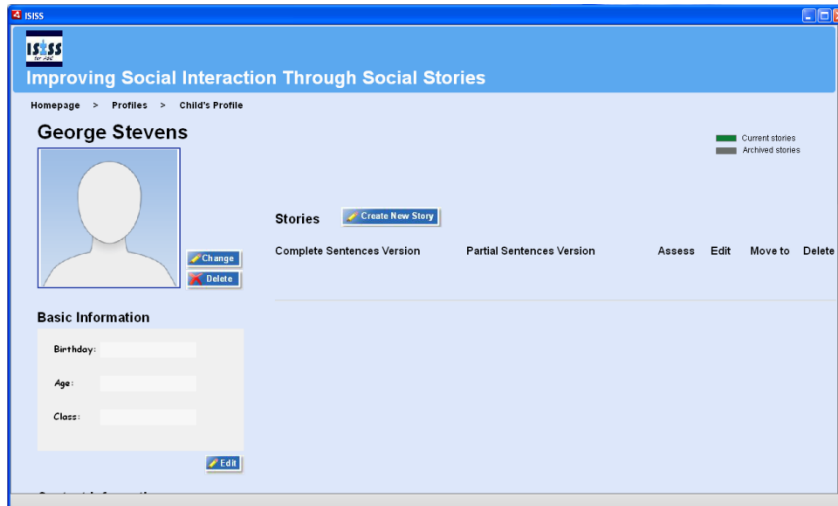 ISISS
ISISS
for ASC
Improving Social Interaction Through Social Stories
Homepage > Profiles > Child's Profile
George Stevens
Current stories
Archived stories
Change
Delete
Stories
Create New Story
Complete Sentences Version Partial Sentences Version Assess Edit Move to Delete
Basic Information
Birthday:
Age:
Class:
Edit